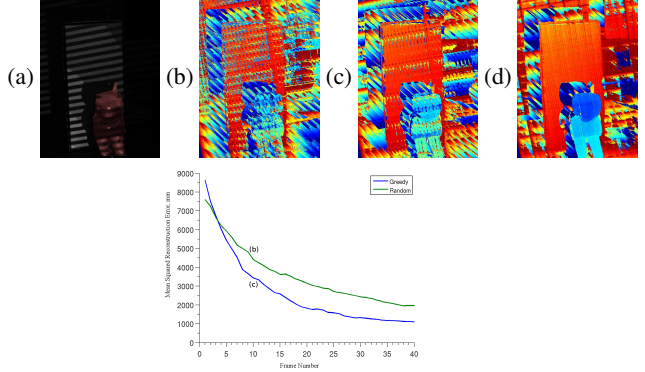 (a) (b) (c) (d)
9000
8000
7000
6000
5000
4000
3000
2000
1000
0
Mean Squared Reconstruction Error, mm
Greedy
Random
(b)
(c)
0 5 10 15 20 25 30 35 40
Frame Number